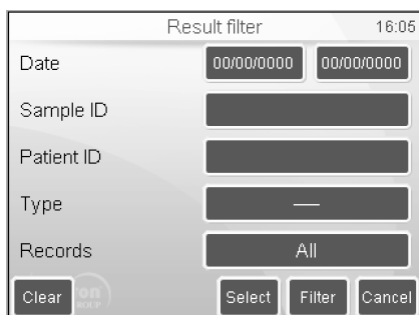 Result filter 16:05
Date 00/00/0000 00/00/0000
Sample ID
Patient ID
Type —
Records All
Clear Select Filter Cancel